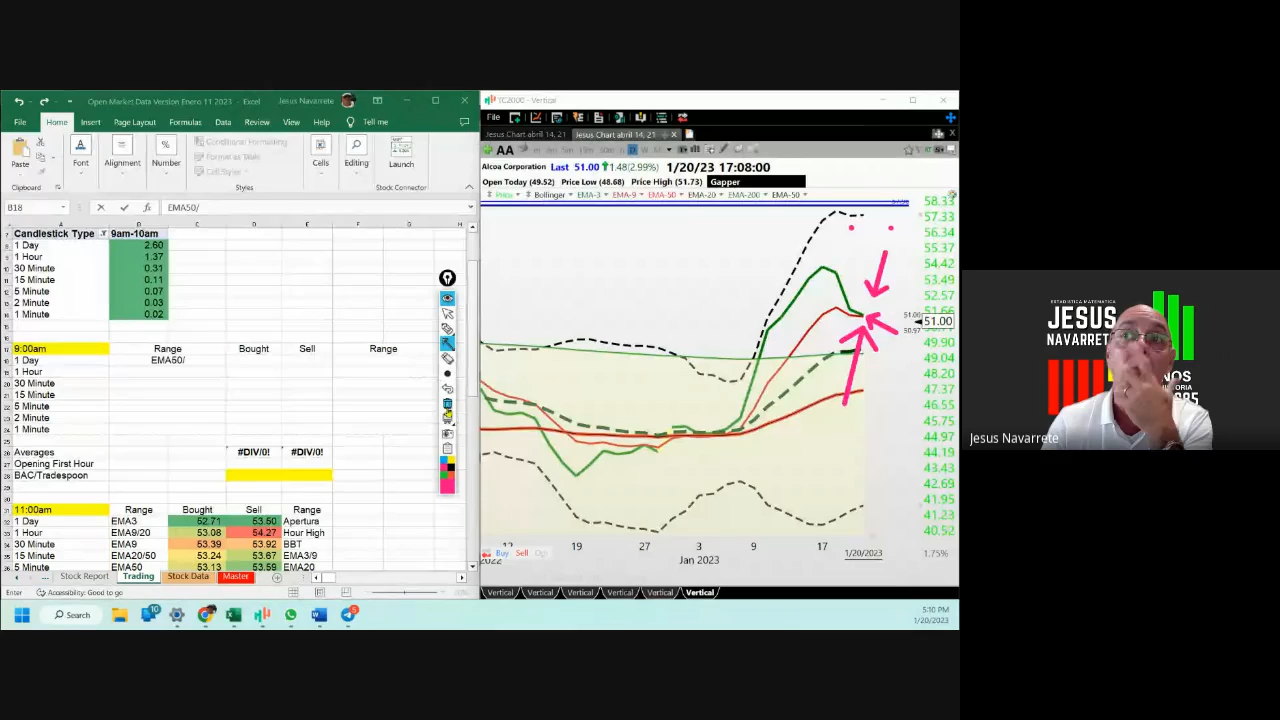 Open Market Data Version Enero 11 2023 - Excel
Jesus Navarrete
File Home Insert Page Layout Formulas Data Review View Help Tell me
Paste
Font
Alignment
Number
Conditional Formatting
Format as Table
Cell Styles
Cells
Editing
Launch
Clipboard
Styles
Stock Connector
B18
EMA50/
A B C D E F G H
Candlestick Type 9am-10am
1 Day 2.60
1 Hour 1.37
30 Minute 0.31
15 Minute 0.11
5 Minute 0.07
2 Minute 0.03
1 Minute 0.02
9:00am Range Bought Sell Range
1 Day EMA50/
1 Hour
30 Minute
15 Minute
5 Minute
2 Minute
1 Minute
Averages #DIV/0! #DIV/0!
Opening First Hour
BAC/Tradespoon
11:00am Range Bought Sell Range
1 Day EMA3 52.71 53.50 Apertura
1 Hour EMA9/20 53.08 54.27 Hour High
30 Minute EMA9 53.39 53.92 BBT
15 Minute EMA20/50 53.24 53.67 EMA3/9
5 Minute EMA50 53.13 53.59 EMA20
Stock Report Trading Stock Data Master
Enter Accessibility: Good to go
TC2000 - Vertical
File
Jesus Chart abril 14, 21 Jesus Chart abril 14, 21
AA
Alcoa Corporation Last 51.00 1.48(2.99%) 1/20/23 17:08:00
Open Today (49.52) Price Low (48.68) Price High (51.73) Gapper
Price Bollinger EMA-3 EMA-9 EMA-50 EMA-20 EMA-200 EMA-50
58.33
57.33
56.34
55.37
54.42
53.49
52.57
51.66
51.00
51.00
50.97
49.90
49.04
48.20
47.37
46.55
45.75
44.97
44.19
43.43
42.69
41.95
41.23
40.52
12 19 27 3 9 17 1/20/2023
2022 Jan 2023
1.75%
Buy Sell
Vertical Vertical Vertical Vertical Vertical Vertical
Search
5:10 PM
1/20/2023
ESTADISTICA MATEMATICA
JESUS
NAVARRETE
Jesus Navarrete